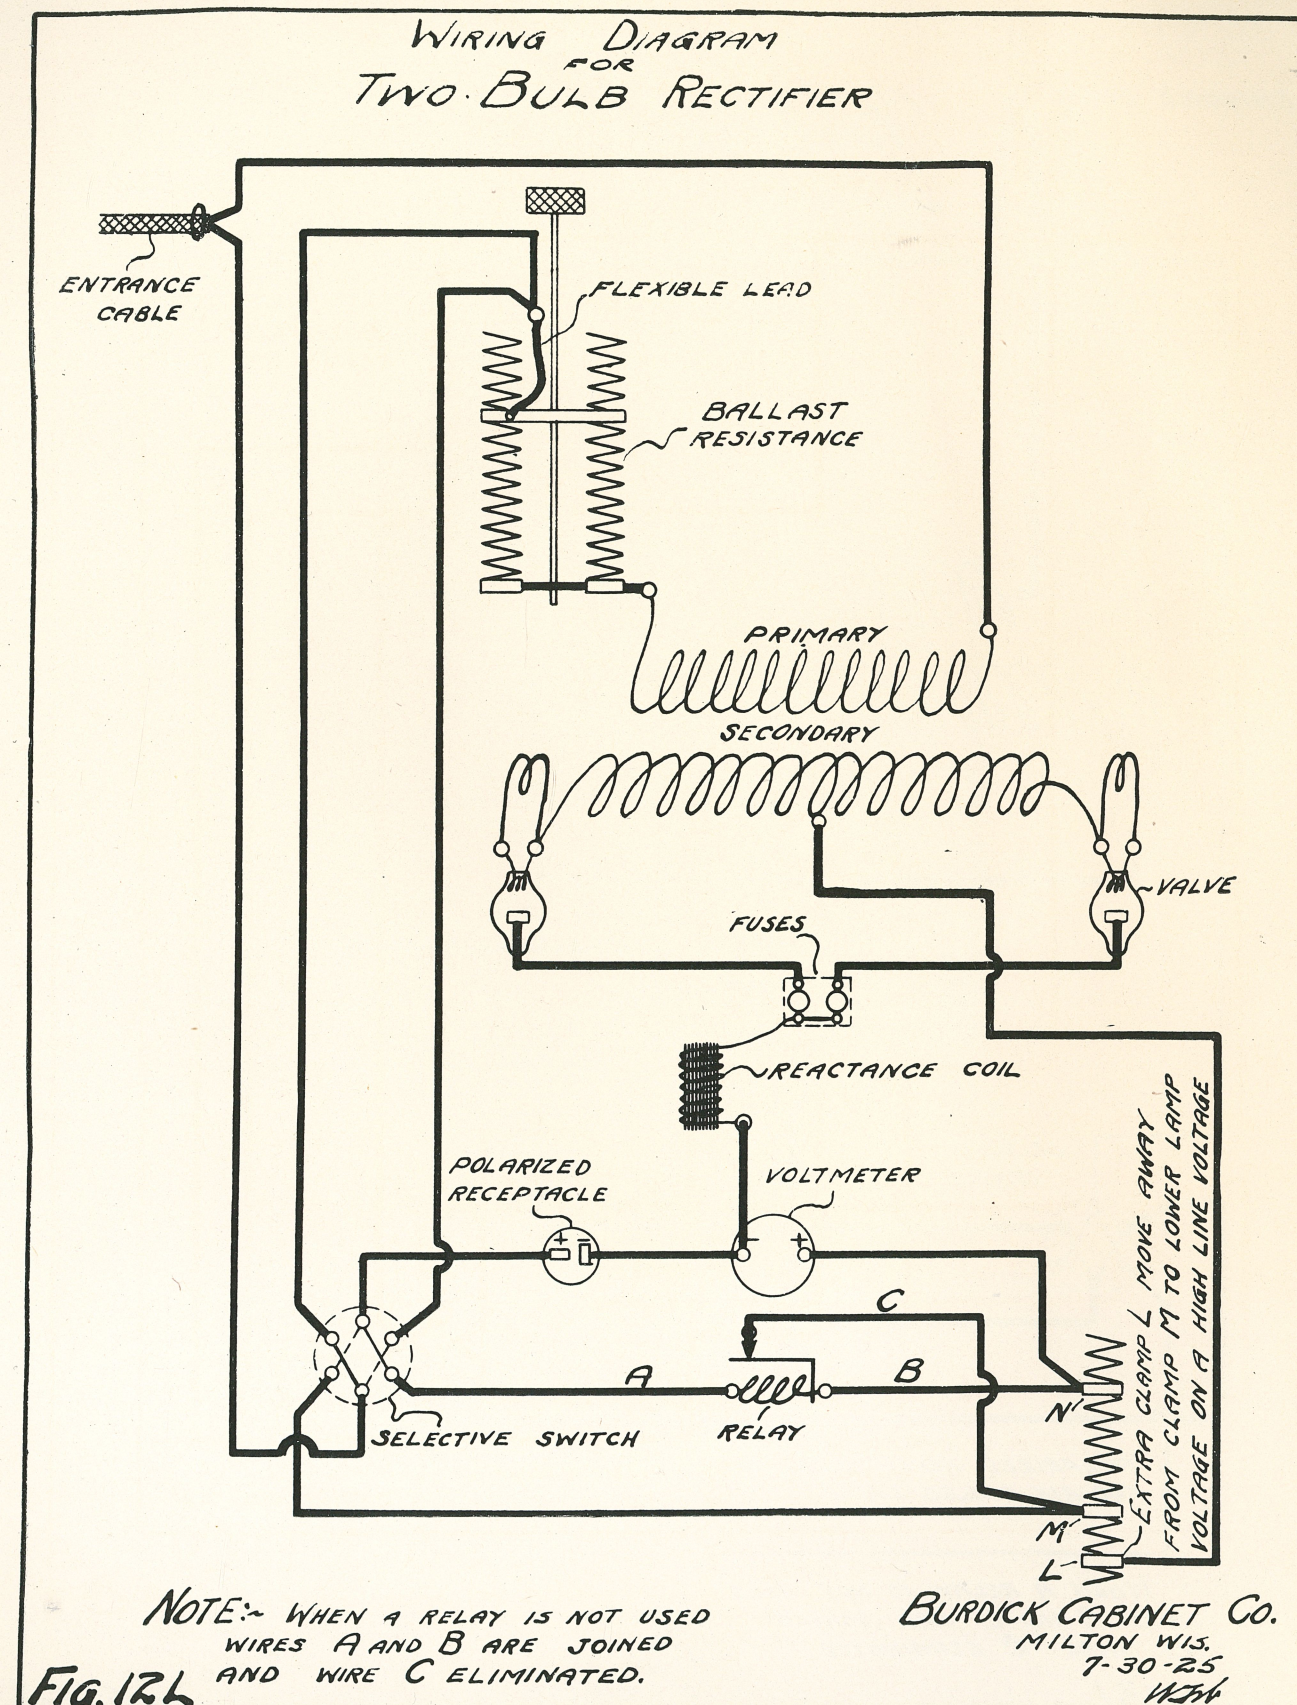 WIRING DIAGRAM
FOR
TWO-BULB RECTIFIER
ENTRANCE
CABLE
FLEXIBLE LEAD
BALLAST
RESISTANCE
PRIMARY
SECONDARY
VALVE
FUSES
REACTANCE COIL
POLARIZED
RECEPTACLE
VOLTMETER
+ -
- +
C
A
B
RELAY
SELECTIVE SWITCH
N
M
L
EXTRA CLAMP L MOVE AWAY
FROM CLAMP M TO LOWER LAMP
VOLTAGE ON A HIGH LINE VOLTAGE
NOTE:~ WHEN A RELAY IS NOT USED
WIRES A AND B ARE JOINED
AND WIRE C ELIMINATED.
FIG. 12L
BURDICK CABINET CO.
MILTON WIS.
7-30-25